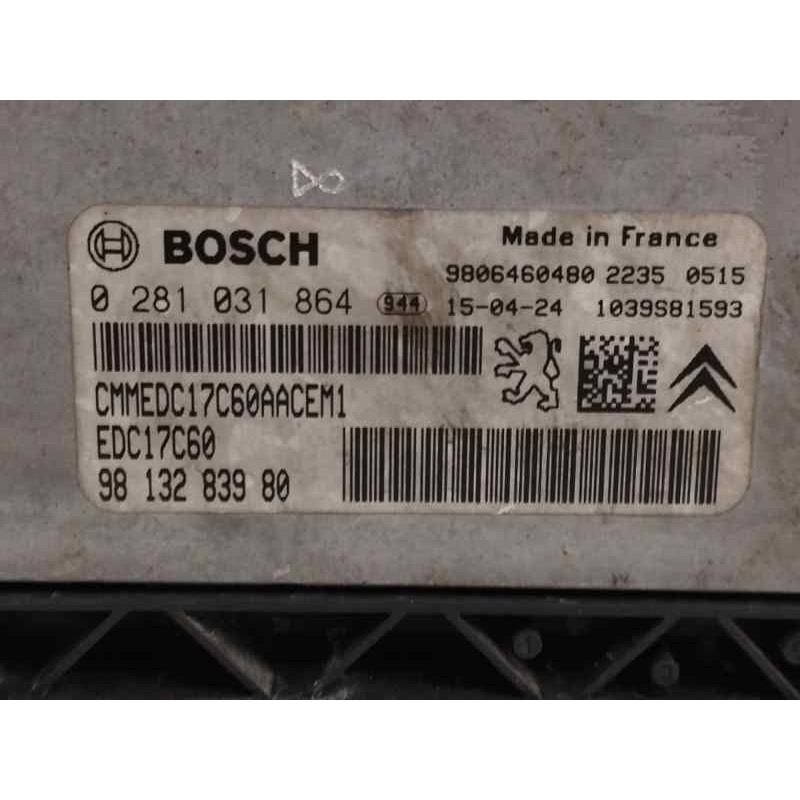 BOSCH
Made in France
9806460480 2235 0515
0 281 031 864 944 15-04-24 1039S81593
CMMEDC17C60AACEM1
EDC17C60
98 132 839 80